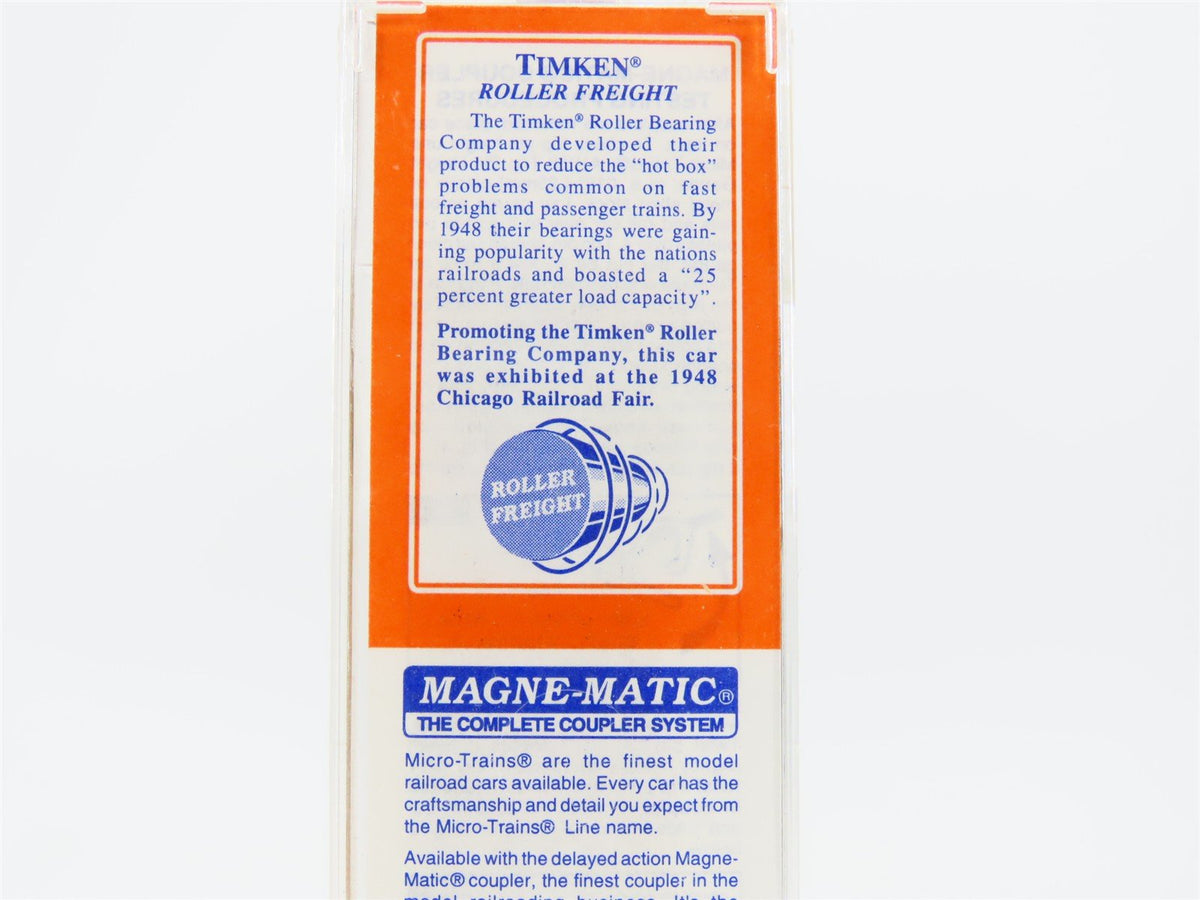 TIMKEN®
ROLLER FREIGHT
The Timken® Roller Bearing
Company developed their
product to reduce the “hot box”
problems common on fast
freight and passenger trains. By
1948 their bearings were gain-
ing popularity with the nations
railroads and boasted a “25
percent greater load capacity”.
Promoting the Timken® Roller
Bearing Company, this car
was exhibited at the 1948
Chicago Railroad Fair.
ROLLER
FREIGHT
MAGNE-MATIC®
THE COMPLETE COUPLER SYSTEM
Micro-Trains® are the finest model
railroad cars available. Every car has the
craftsmanship and detail you expect from
the Micro-Trains® Line name.
Available with the delayed action Magne-
Matic® coupler, the finest coupler in the
model railroading business. It's the